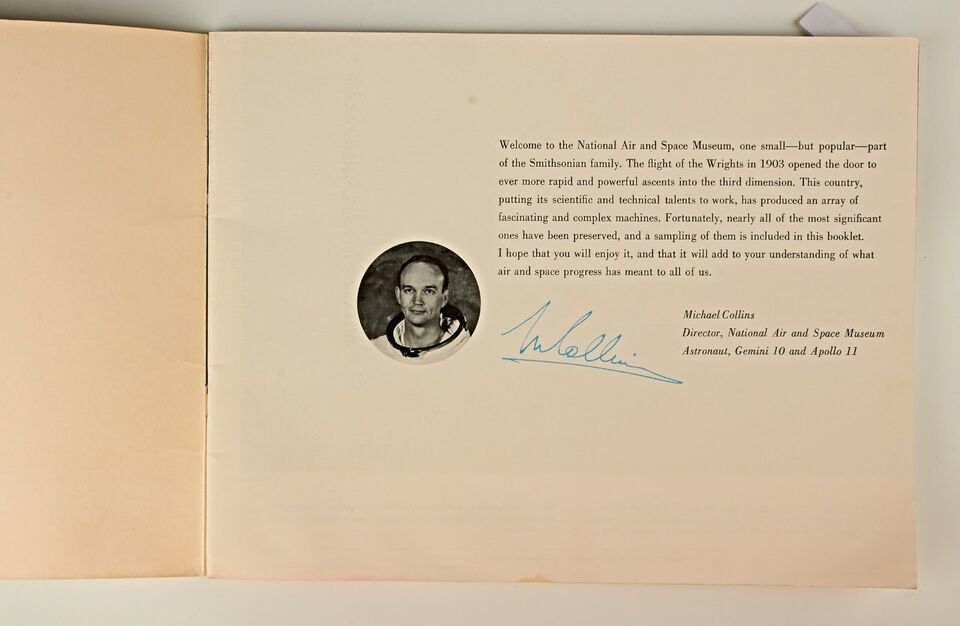 Welcome to the National Air and Space Museum, one small—but popular—part
of the Smithsonian family. The flight of the Wrights in 1903 opened the door to
ever more rapid and powerful ascents into the third dimension. This country,
putting its scientific and technical talents to work, has produced an array of
fascinating and complex machines. Fortunately, nearly all of the most significant
ones have been preserved, and a sampling of them is included in this booklet.
I hope that you will enjoy it, and that it will add to your understanding of what
air and space progress has meant to all of us.
M Collins
Michael Collins
Director, National Air and Space Museum
Astronaut, Gemini 10 and Apollo 11